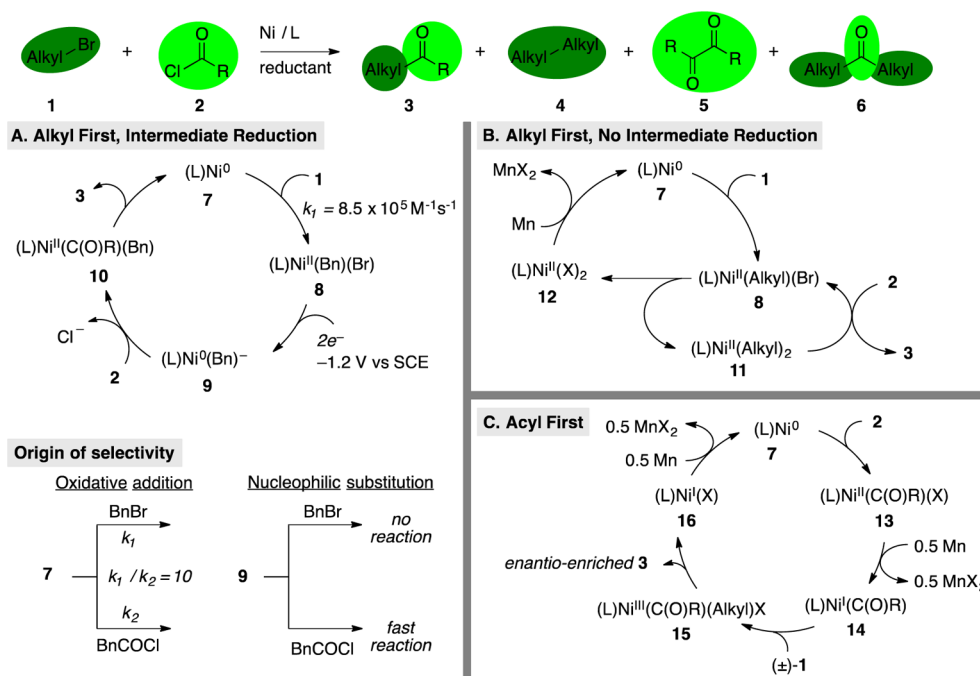 Alkyl Br + O Cl R Ni / L reductant Alkyl O R + Alkyl Alkyl + R O O R + Alkyl O Alkyl
1 2 3 4 5 6
A. Alkyl First, Intermediate Reduction
(L)Ni⁰
7
1
k₁ = 8.5 x 10⁵ M⁻¹s⁻¹
(L)Niᴵᴵ(Bn)(Br)
8
2e⁻
–1.2 V vs SCE
(L)Ni⁰(Bn)⁻
9
2
Cl⁻
(L)Niᴵᴵ(C(O)R)(Bn)
10
3
Origin of selectivity
Oxidative addition
BnBr
k₁
7 k₁ / k₂ = 10
k₂
BnCOCl
Nucleophilic substitution
BnBr no
reaction
9
BnCOCl fast
reaction
B. Alkyl First, No Intermediate Reduction
(L)Ni⁰
7
1
(L)Niᴵᴵ(Alkyl)(Br)
8
2
3
(L)Niᴵᴵ(Alkyl)₂
11
(L)Niᴵᴵ(X)₂
12
Mn
MnX₂
C. Acyl First
(L)Ni⁰
7
2
(L)Niᴵᴵ(C(O)R)(X)
13
0.5 Mn
0.5 MnX₂
(L)Niᴵ(C(O)R)
14
(±)-1
(L)Niᴵᴵᴵ(C(O)R)(Alkyl)X
15
enantio-enriched 3
(L)Niᴵ(X)
16
0.5 Mn
0.5 MnX₂